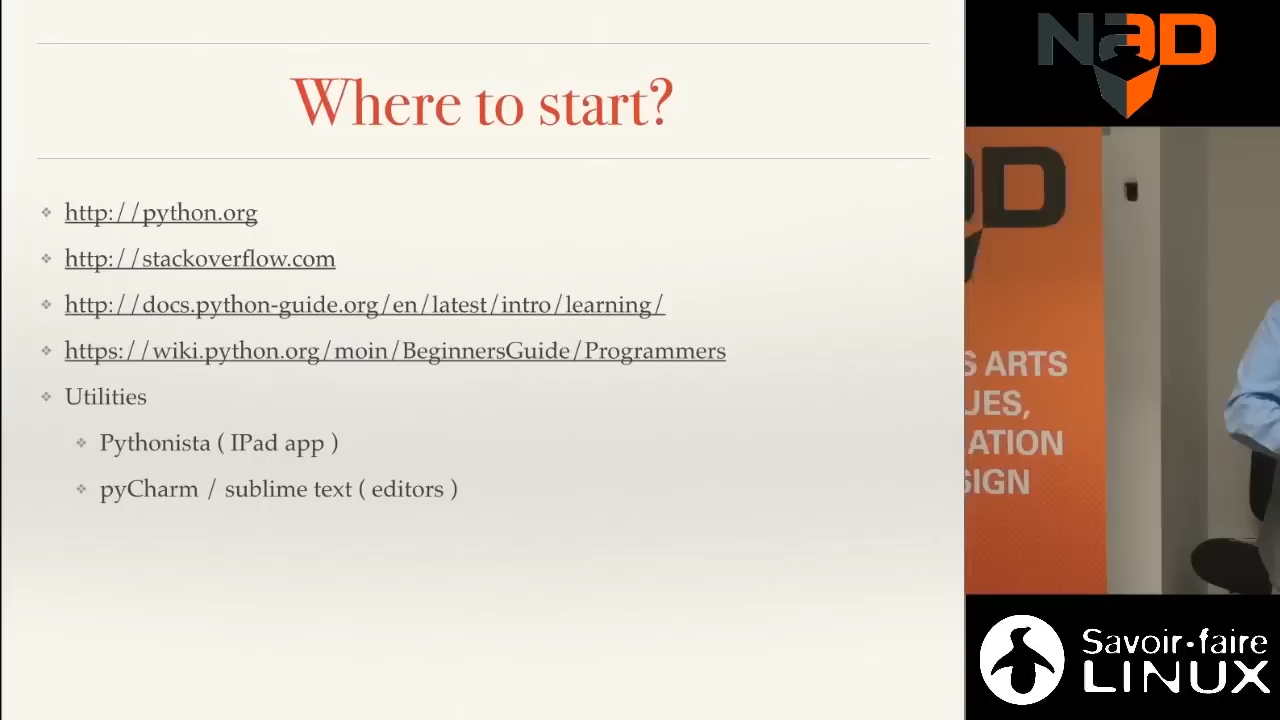 Where to start?
http://python.org
http://stackoverflow.com
http://docs.python-guide.org/en/latest/intro/learning/
https://wiki.python.org/moin/BeginnersGuide/Programmers
Utilities
Pythonista ( IPad app )
pyCharm / sublime text ( editors )
NAD
D
S ARTS
UES,
ATION
SIGN
Savoir-faire
LINUX